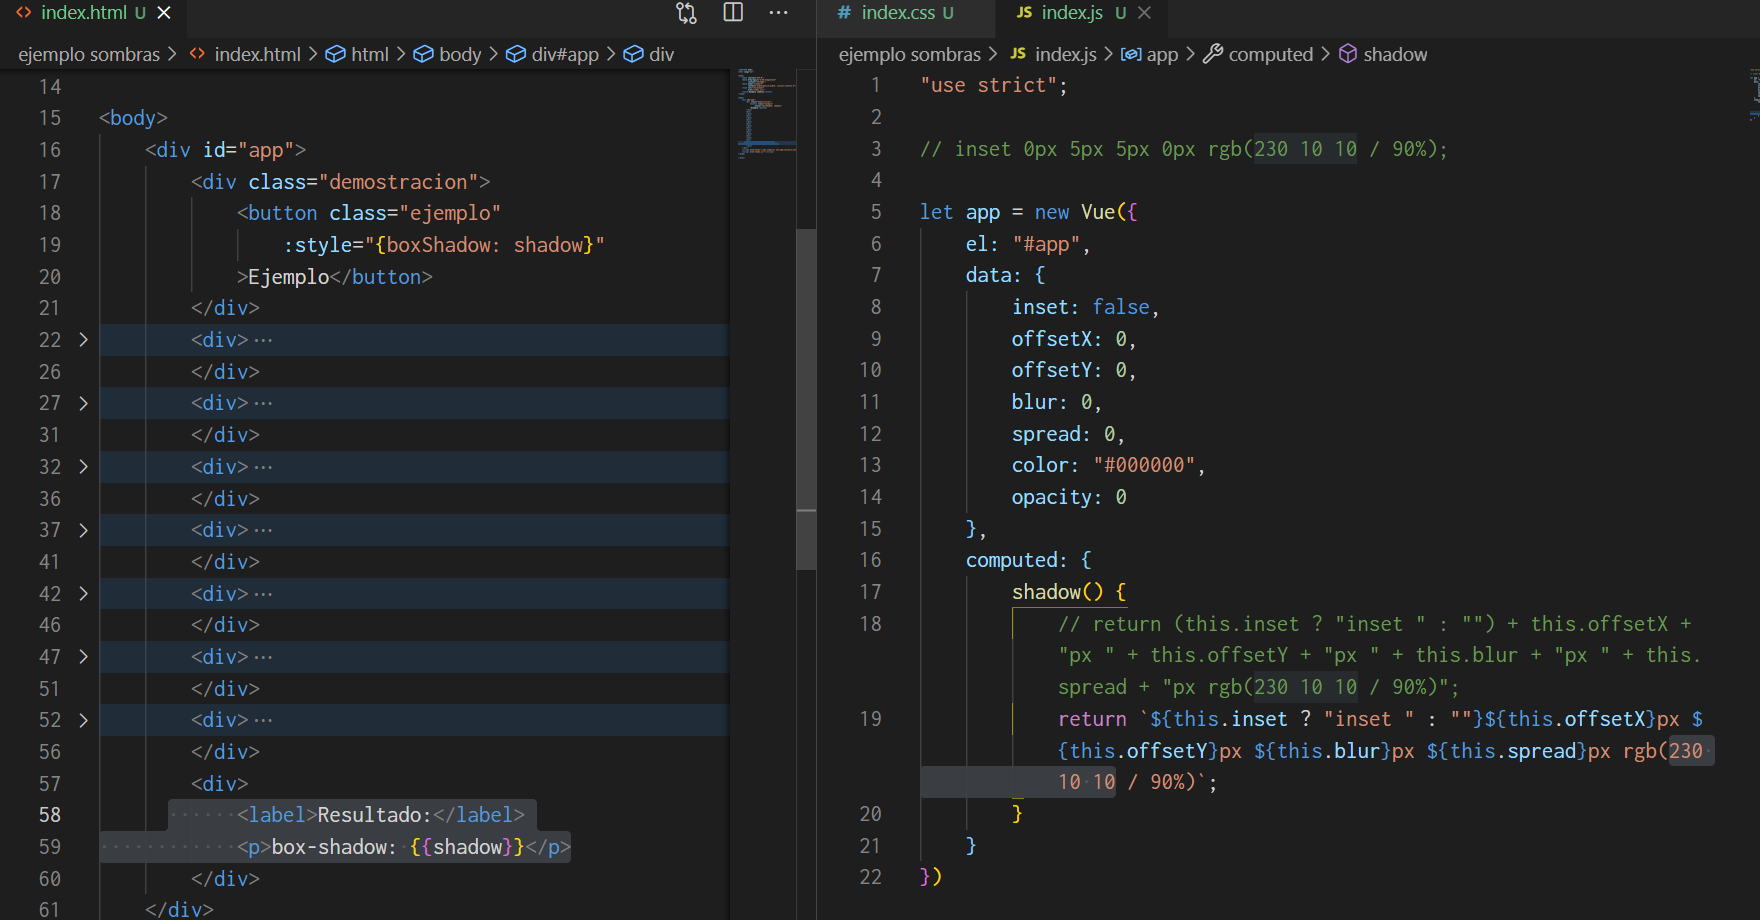 index.html U
ejemplo sombras > index.html > html > body > div#app > div
14
15 <body>
16 <div id="app">
17 <div class="demostracion">
18 <button class="ejemplo"
19 :style="{boxShadow: shadow}"
20 >Ejemplo</button>
21 </div>
22 > <div>···
26 </div>
27 > <div>···
31 </div>
32 > <div>···
36 </div>
37 > <div>···
41 </div>
42 > <div>···
46 </div>
47 > <div>···
51 </div>
52 > <div>···
56 </div>
57 <div>
58 <label>Resultado:</label>
59 <p>box-shadow: {{shadow}}</p>
60 </div>
61 </div>
# index.css U
JS index.js U
ejemplo sombras > JS index.js > app > computed > shadow
1 "use strict";
2
3 // inset 0px 5px 5px 0px rgb(230 10 10 / 90%);
4
5 let app = new Vue({
6 el: "#app",
7 data: {
8 inset: false,
9 offsetX: 0,
10 offsetY: 0,
11 blur: 0,
12 spread: 0,
13 color: "#000000",
14 opacity: 0
15 },
16 computed: {
17 shadow() {
18 // return (this.inset ? "inset " : "") + this.offsetX +
"px " + this.offsetY + "px " + this.blur + "px " + this.
spread + "px rgb(230 10 10 / 90%)";
19 return `${this.inset ? "inset " : ""}${this.offsetX}px $
{this.offsetY}px ${this.blur}px ${this.spread}px rgb(230
10 10 / 90%)`;
20 }
21 }
22 })